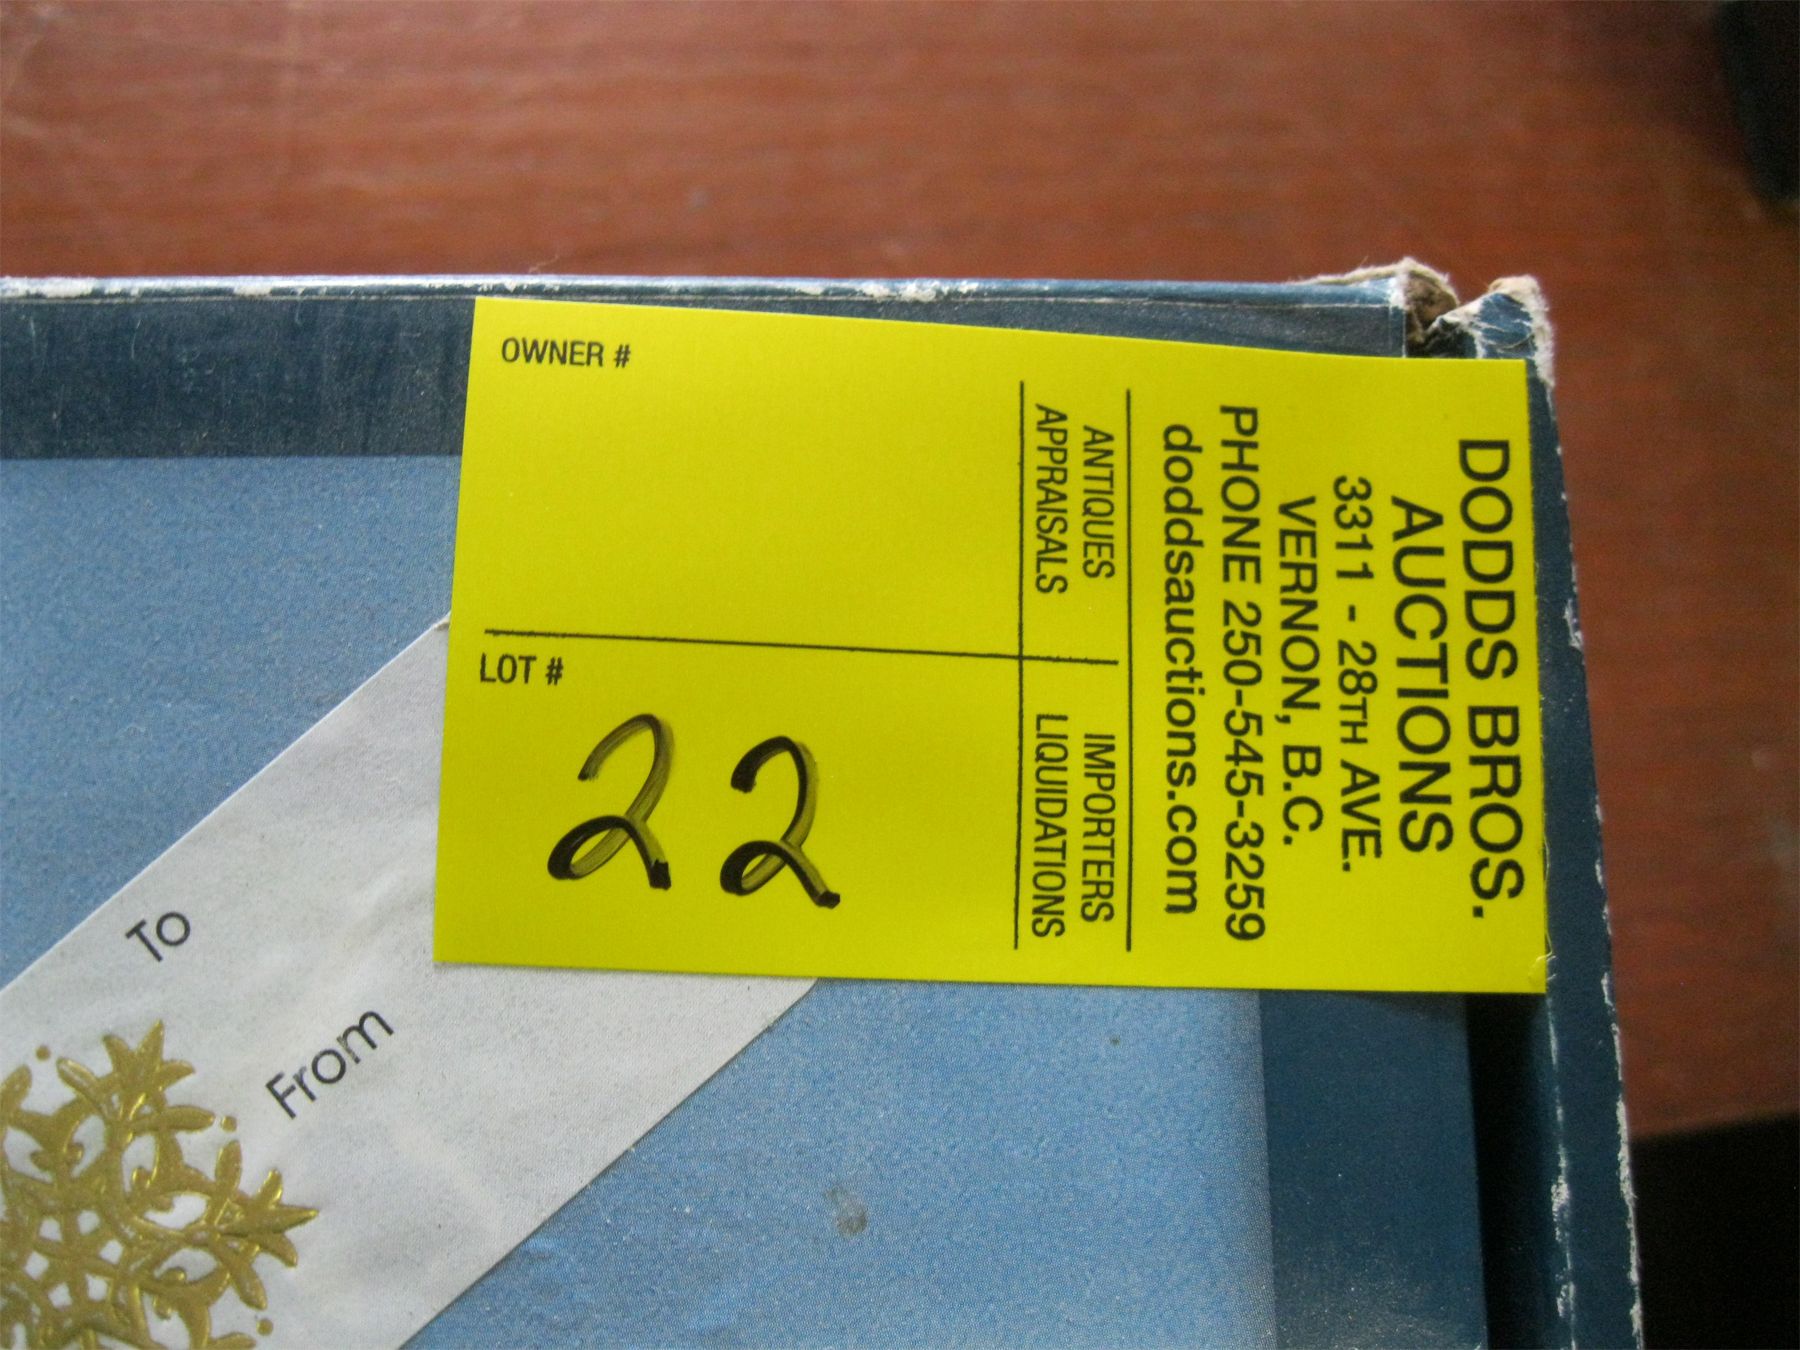 DODDS BROS.
AUCTIONS
3311 - 28TH AVE.
VERNON, B.C.
PHONE 250-545-3259
doddsauctions.com
ANTIQUES
APPRAISALS
IMPORTERS
LIQUIDATIONS
OWNER #
LOT #
22
To
From